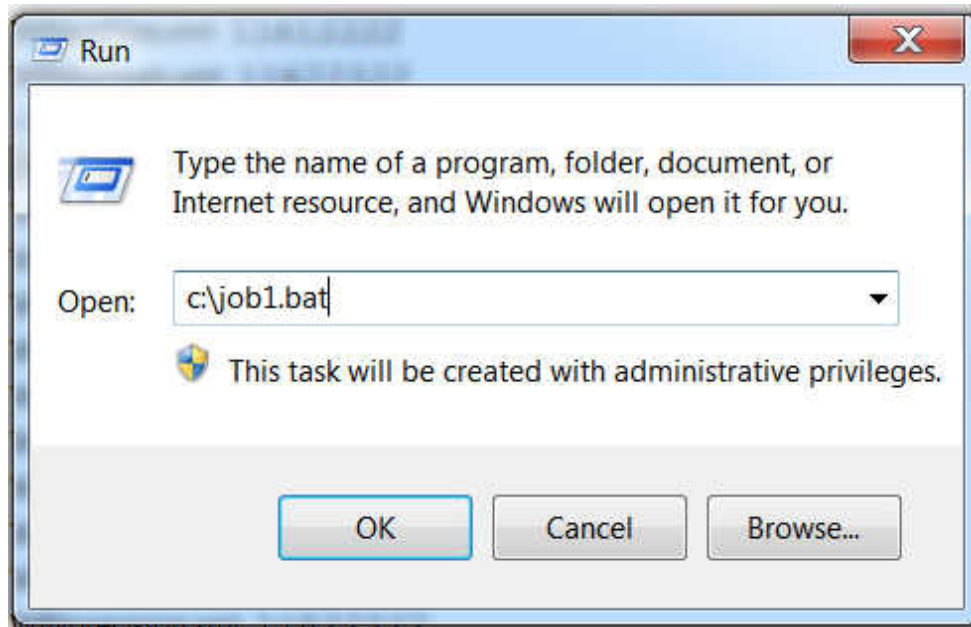 Run
Type the name of a program, folder, document, or
Internet resource, and Windows will open it for you.
Open: c:\job1.bat
This task will be created with administrative privileges.
OK Cancel Browse...